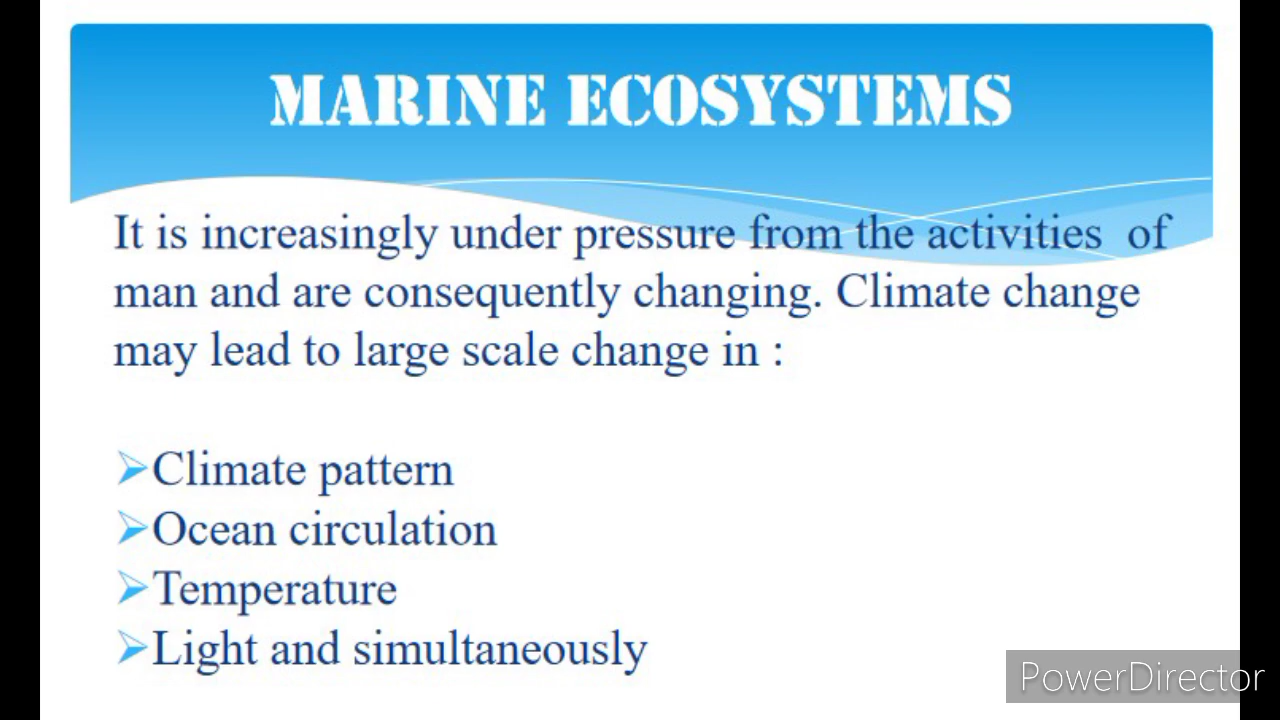 MARINE ECOSYSTEMS
It is increasingly under pressure from the activities of
man and are consequently changing. Climate change
may lead to large scale change in :
➢Climate pattern
➢Ocean circulation
➢Temperature
➢Light and simultaneously
PowerDirector